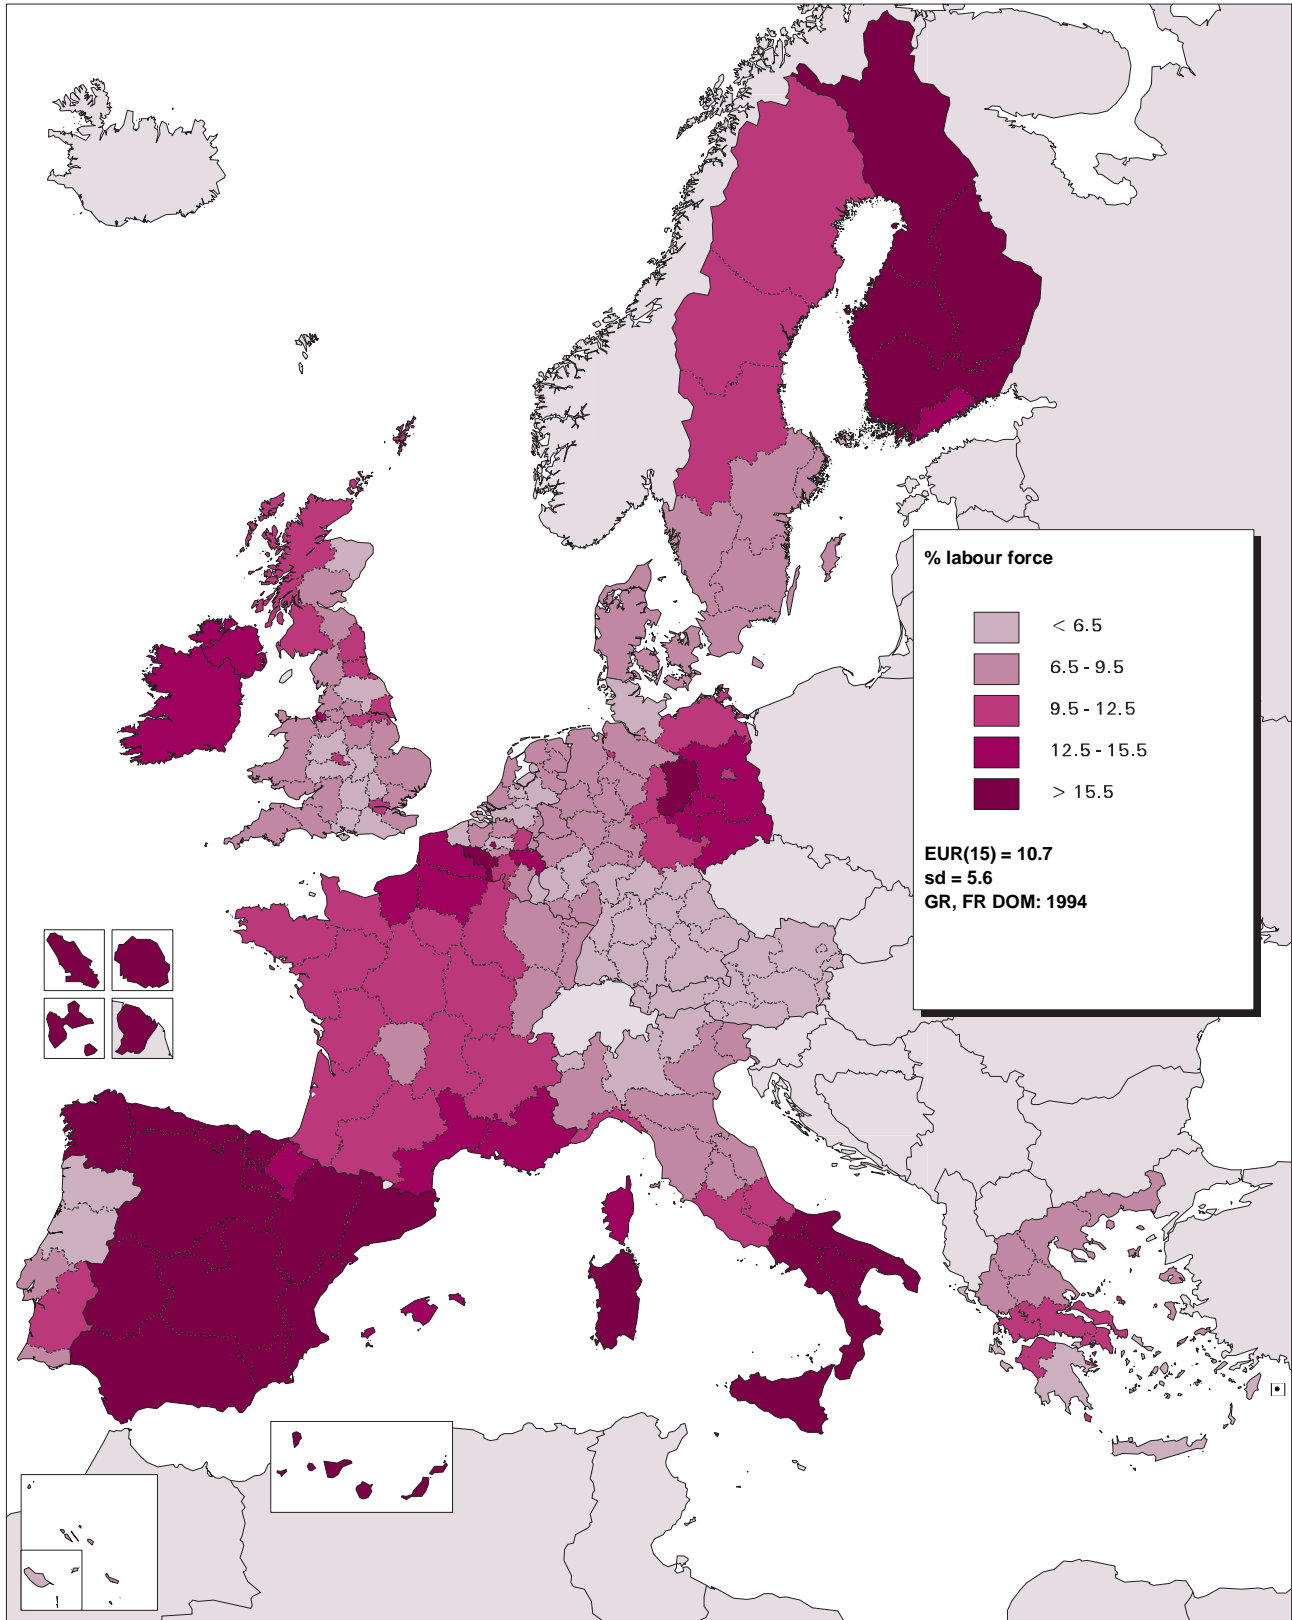 % labour force
< 6.5
6.5 - 9.5
9.5 - 12.5
12.5 - 15.5
> 15.5
EUR(15) = 10.7
sd = 5.6
GR, FR DOM: 1994